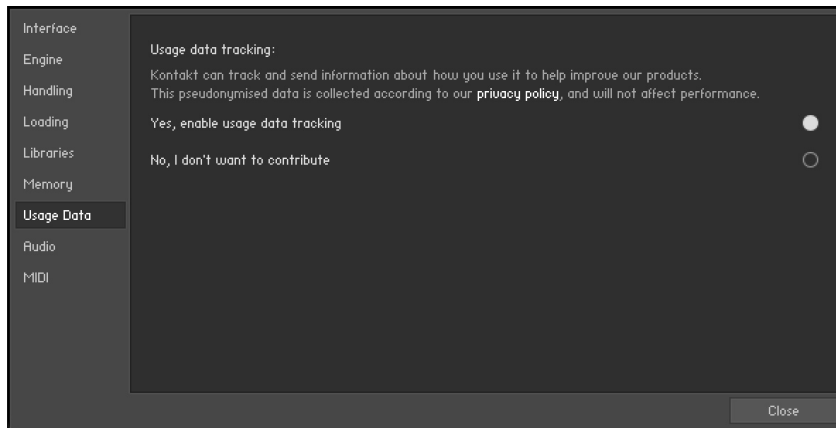 Interface
Engine
Handling
Loading
Libraries
Memory
Usage Data
Audio
MIDI
Usage data tracking:
Kontakt can track and send information about how you use it to help improve our products.
This pseudonymised data is collected according to our privacy policy, and will not affect performance.
Yes, enable usage data tracking
No, I don't want to contribute
Close